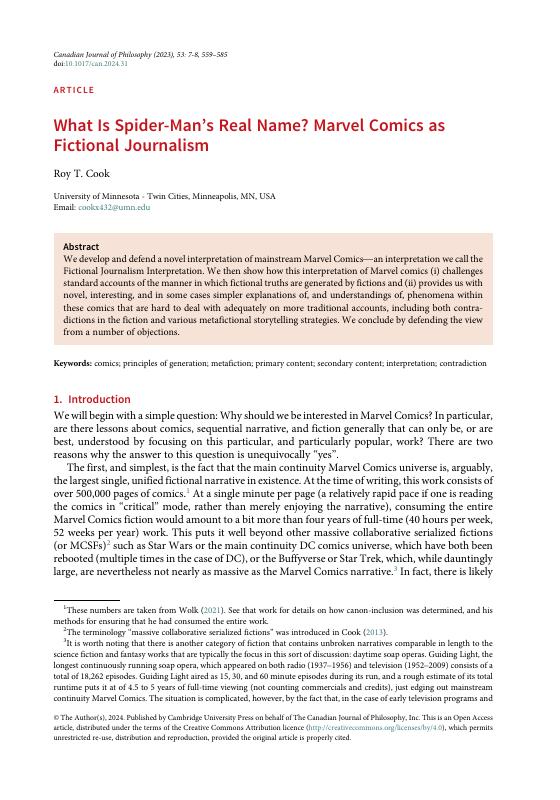 Canadian Journal of Philosophy (2023), 53: 7-8, 559–585
doi:10.1017/can.2024.31
ARTICLE
What Is Spider-Man’s Real Name? Marvel Comics as
Fictional Journalism
Roy T. Cook
University of Minnesota - Twin Cities, Minneapolis, MN, USA
Email: cookx432@umn.edu
Abstract
We develop and defend a novel interpretation of mainstream Marvel Comics—an interpretation we call the
Fictional Journalism Interpretation. We then show how this interpretation of Marvel comics (i) challenges
standard accounts of the manner in which fictional truths are generated by fictions and (ii) provides us with
novel, interesting, and in some cases simpler explanations of, and understandings of, phenomena within
these comics that are hard to deal with adequately on more traditional accounts, including both contra-
dictions in the fiction and various metafictional storytelling strategies. We conclude by defending the view
from a number of objections.
Keywords: comics; principles of generation; metafiction; primary content; secondary content; interpretation; contradiction
1. Introduction
We will begin with a simple question: Why should we be interested in Marvel Comics? In particular,
are there lessons about comics, sequential narrative, and fiction generally that can only be, or are
best, understood by focusing on this particular, and particularly popular, work? There are two
reasons why the answer to this question is unequivocally “yes”.
The first, and simplest, is the fact that the main continuity Marvel Comics universe is, arguably,
the largest single, unified fictional narrative in existence. At the time of writing, this work consists of
over 500,000 pages of comics.1 At a single minute per page (a relatively rapid pace if one is reading
the comics in “critical” mode, rather than merely enjoying the narrative), consuming the entire
Marvel Comics fiction would amount to a bit more than four years of full-time (40 hours per week,
52 weeks per year) work. This puts it well beyond other massive collaborative serialized fictions
(or MCSFs)2 such as Star Wars or the main continuity DC comics universe, which have both been
rebooted (multiple times in the case of DC), or the Buffyverse or Star Trek, which, while dauntingly
large, are nevertheless not nearly as massive as the Marvel Comics narrative.3 In fact, there is likely
1These numbers are taken from Wolk (2021). See that work for details on how canon-inclusion was determined, and his
methods for ensuring that he had consumed the entire work.
2The terminology “massive collaborative serialized fictions” was introduced in Cook (2013).
3It is worth noting that there is another category of fiction that contains unbroken narratives comparable in length to the
science fiction and fantasy works that are typically the focus in this sort of discussion: daytime soap operas. Guiding Light, the
longest continuously running soap opera, which appeared on both radio (1937–1956) and television (1952–2009) consists of a
total of 18,262 episodes. Guiding Light aired as 15, 30, and 60 minute episodes during its run, and a rough estimate of its total
runtime puts it at of 4.5 to 5 years of full-time viewing (not counting commercials and credits), just edging out mainstream
continuity Marvel Comics. The situation is complicated, however, by the fact that, in the case of early television programs and
© The Author(s), 2024. Published by Cambridge University Press on behalf of The Canadian Journal of Philosophy, Inc. This is an Open Access
article, distributed under the terms of the Creative Commons Attribution licence (http://creativecommons.org/licenses/by/4.0), which permits
unrestricted re-use, distribution and reproduction, provided the original article is properly cited.